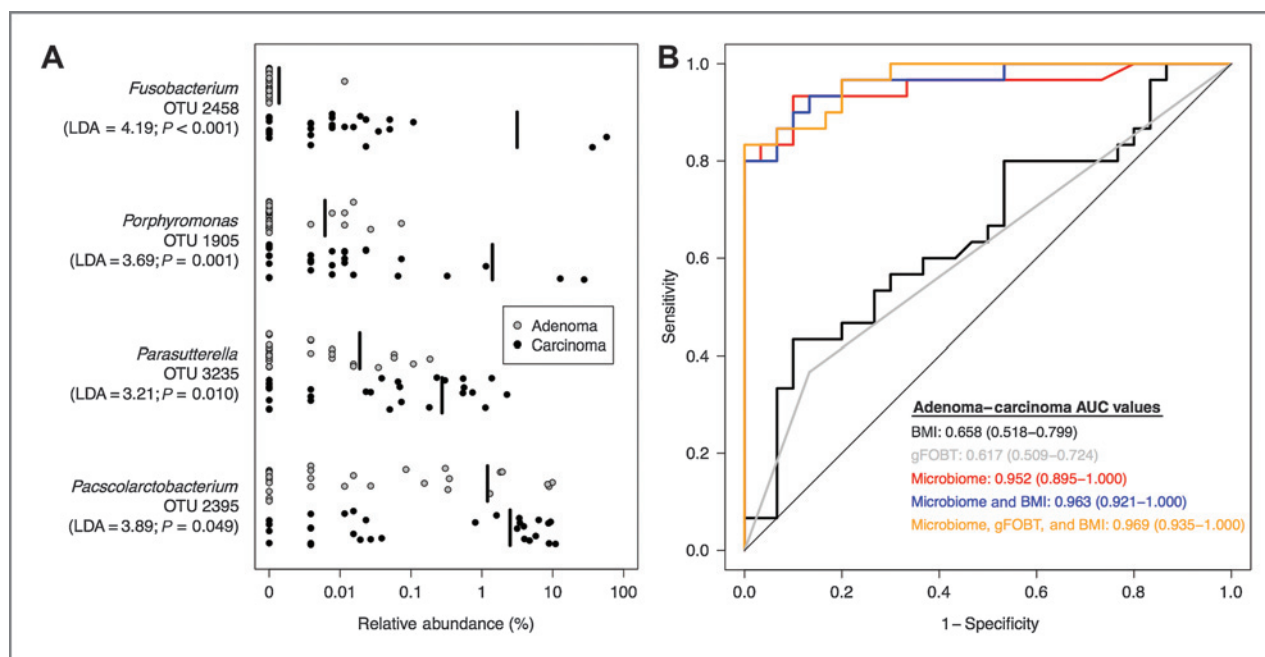 A
Fusobacterium
OTU 2458
(LDA = 4.19; P < 0.001)
Porphyromonas
OTU 1905
(LDA = 3.69; P = 0.001)
Parasutterella
OTU 3235
(LDA = 3.21; P = 0.010)
Pacscolarctobacterium
OTU 2395
(LDA = 3.89; P = 0.049)
Adenoma
Carcinoma
0 0.01 0.1 1 10 100
Relative abundance (%)
B
1.0
0.8
0.6
0.4
0.2
0.0
Sensitivity
Adenoma–carcinoma AUC values
BMI: 0.658 (0.518–0.799)
gFOBT: 0.617 (0.509–0.724)
Microbiome: 0.952 (0.895–1.000)
Microbiome and BMI: 0.963 (0.921–1.000)
Microbiome, gFOBT, and BMI: 0.969 (0.935–1.000)
0.0 0.2 0.4 0.6 0.8 1.0
1 – Specificity